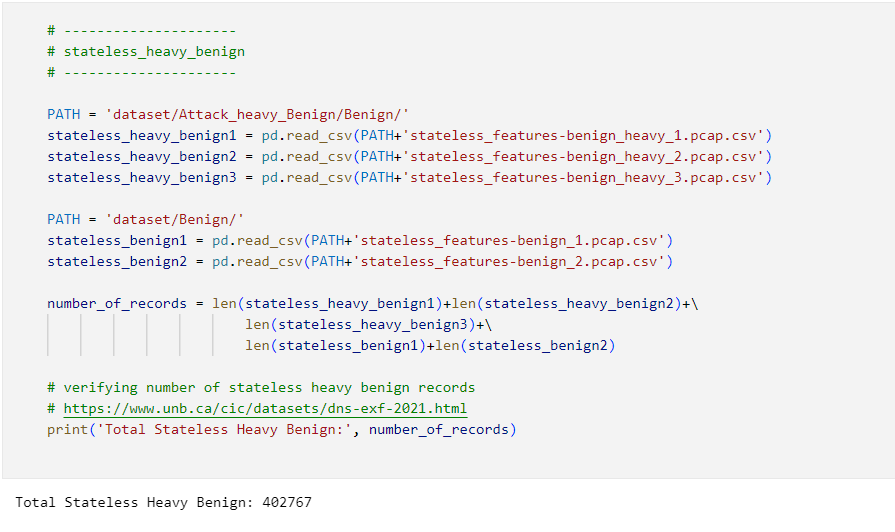 # ---------------------
# stateless_heavy_benign
# ---------------------
PATH = 'dataset/Attack_heavy_Benign/Benign/'
stateless_heavy_benign1 = pd.read_csv(PATH+'stateless_features-benign_heavy_1.pcap.csv')
stateless_heavy_benign2 = pd.read_csv(PATH+'stateless_features-benign_heavy_2.pcap.csv')
stateless_heavy_benign3 = pd.read_csv(PATH+'stateless_features-benign_heavy_3.pcap.csv')
PATH = 'dataset/Benign/'
stateless_benign1 = pd.read_csv(PATH+'stateless_features-benign_1.pcap.csv')
stateless_benign2 = pd.read_csv(PATH+'stateless_features-benign_2.pcap.csv')
number_of_records = len(stateless_heavy_benign1)+len(stateless_heavy_benign2)+\
len(stateless_heavy_benign3)+\
len(stateless_benign1)+len(stateless_benign2)
# verifying number of stateless heavy benign records
# https://www.unb.ca/cic/datasets/dns-exf-2021.html
print('Total Stateless Heavy Benign:', number_of_records)
Total Stateless Heavy Benign: 402767